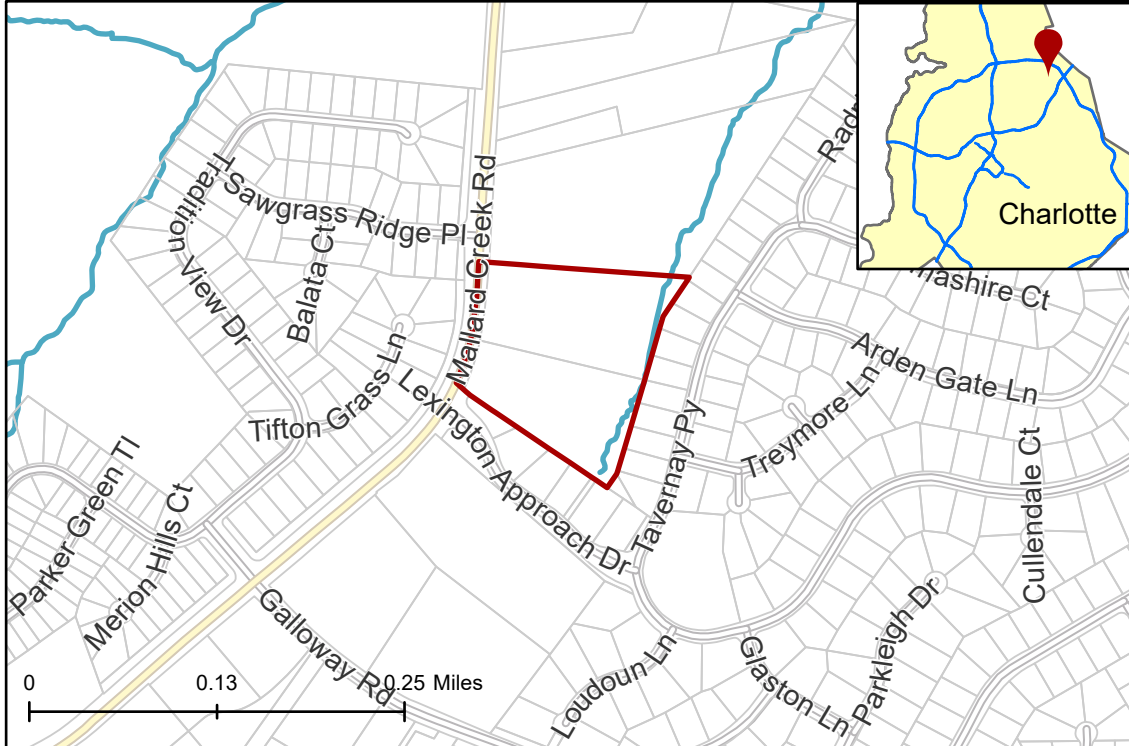 Charlotte
Mallard Creek Rd
Sawgrass Ridge Pl
Tradition View Dr
Balata Ct
Tifton Grass Ln
Lexington Approach Dr
Arden Gate Ln
Treymore Ln
Tavernay Py
Cullendale Ct
Parker Green Tl
Merion Hills Ct
Galloway Rd
Loudoun Ln
Glaston Ln
Parkleigh Dr
0
0.13
0.25 Miles